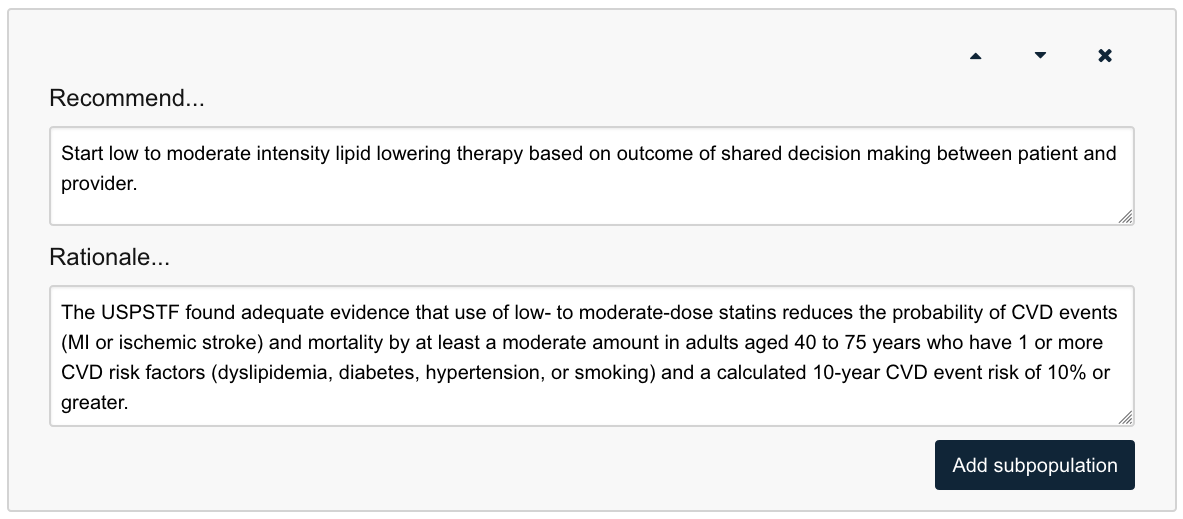 Recommend...
Start low to moderate intensity lipid lowering therapy based on outcome of shared decision making between patient and
provider.
Rationale...
The USPSTF found adequate evidence that use of low- to moderate-dose statins reduces the probability of CVD events
(MI or ischemic stroke) and mortality by at least a moderate amount in adults aged 40 to 75 years who have 1 or more
CVD risk factors (dyslipidemia, diabetes, hypertension, or smoking) and a calculated 10-year CVD event risk of 10% or
greater.
Add subpopulation